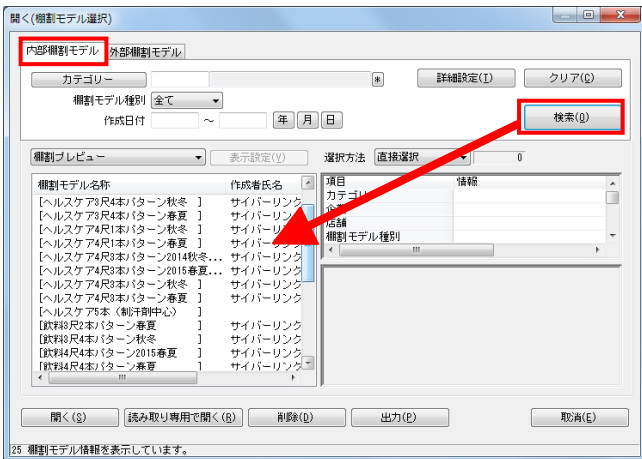 開く(棚割モデル選択)
内部棚割モデル 外部棚割モデル
カテゴリー * 詳細設定(I) クリア(C)
棚割モデル種別 全て
作成日付 ～ 年 月 日 検索(Q)
棚割プレビュー 表示設定(V) 選択方法 直接選択 0
棚割モデル名称 作成者氏名 項目 情報
[ヘルスケア3尺4本パターン秋冬 ] サイバーリンク カテゴリ
[ヘルスケア3尺4本パターン春夏 ] サイバーリンク
[ヘルスケア4尺1本パターン秋冬 ] サイバーリンク 店舗
[ヘルスケア4尺1本パターン春夏 ] サイバーリンク 棚割モデル種別
[ヘルスケア4尺3本パターン2014秋冬... サイバーリンク
[ヘルスケア4尺3本パターン2015春夏... サイバーリンク
[ヘルスケア4尺3本パターン秋冬 ] サイバーリンク
[ヘルスケア4尺3本パターン春夏 ] サイバーリンク
[ヘルスケア5本（制汗剤中心） ]
[飲料3尺2本パターン春夏 ] サイバーリンク
[飲料3尺4本パターン秋冬 ] サイバーリンク
[飲料4尺4本パターン2015春夏 ] サイバーリンク
[飲料4尺4本パターン春夏 ] サイバーリンク
開く(S) 読み取り専用で開く(R) 削除(D) 出力(P) 取消(E)
25 棚割モデル情報を表示しています。